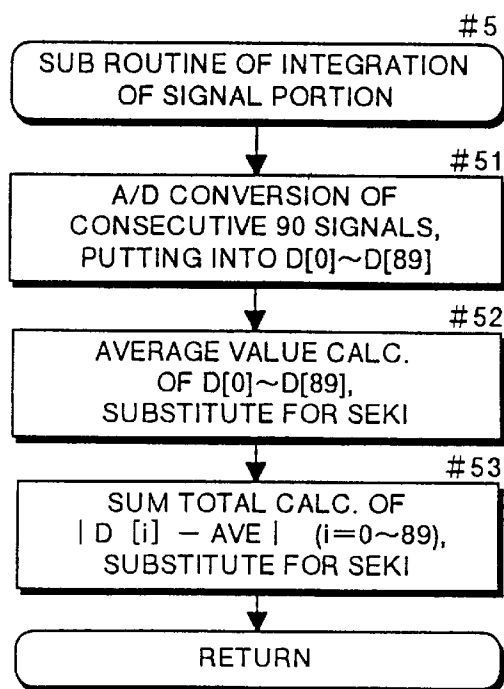 #5
SUB ROUTINE OF INTEGRATION
OF SIGNAL PORTION
#51
A/D CONVERSION OF
CONSECUTIVE 90 SIGNALS,
PUTTING INTO D[0]~D[89]
#52
AVERAGE VALUE CALC.
OF D[0]~D[89],
SUBSTITUTE FOR SEKI
#53
SUM TOTAL CALC. OF
| D [i] – AVE | (i=0~89),
SUBSTITUTE FOR SEKI
RETURN